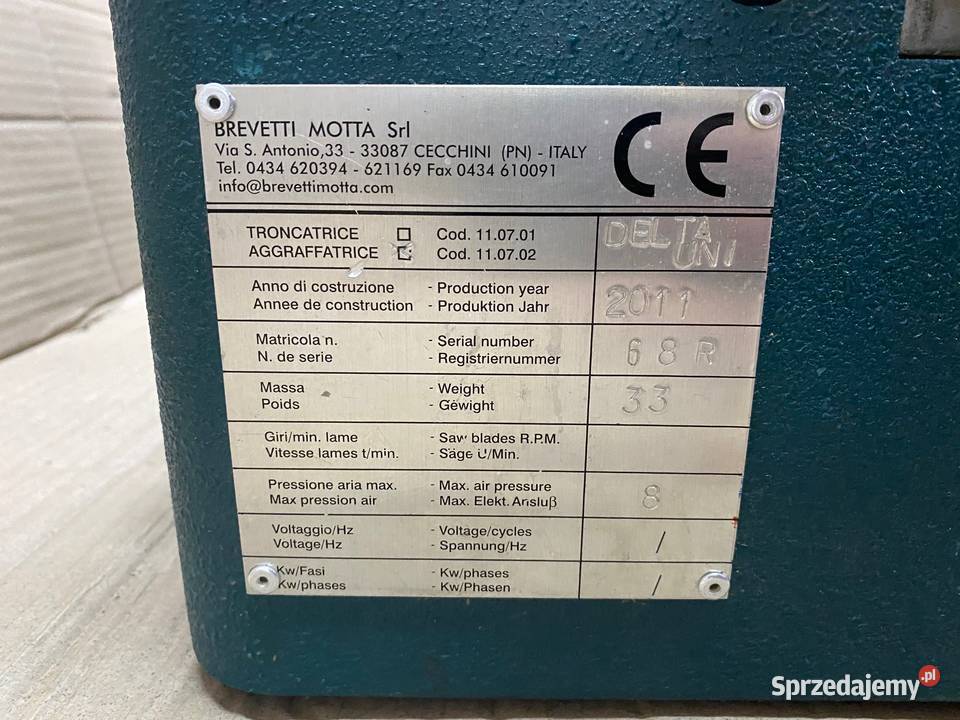 BREVETTI MOTTA Srl
Via S. Antonio,33 - 33087 CECCHINI (PN) - ITALY
Tel. 0434 620394 - 621169 Fax 0434 610091
info@brevettimotta.com
CE
TRONCATRICE Cod. 11.07.01
AGGRAFFATRICE Cod. 11.07.02
DELTA
UNI
Anno di costruzione - Production year
Annee de construction - Produktion Jahr
2011
Matricola n. - Serial number
N. de serie - Registriernummer
68R
Massa - Weight
Poids - Gewight
33
Giri/min. lame - Saw blades R.P.M.
Vitesse lames t/min. - Säge U/Min.
Pressione aria max. - Max. air pressure
Max pression air - Max. Elekt. Ansluß
8
Voltaggio/Hz - Voltage/cycles
Voltage/Hz - Spannung/Hz
/
Kw/Fasi - Kw/phases
Kw/phases - Kw/Phasen
/
Sprzedajemy.pl